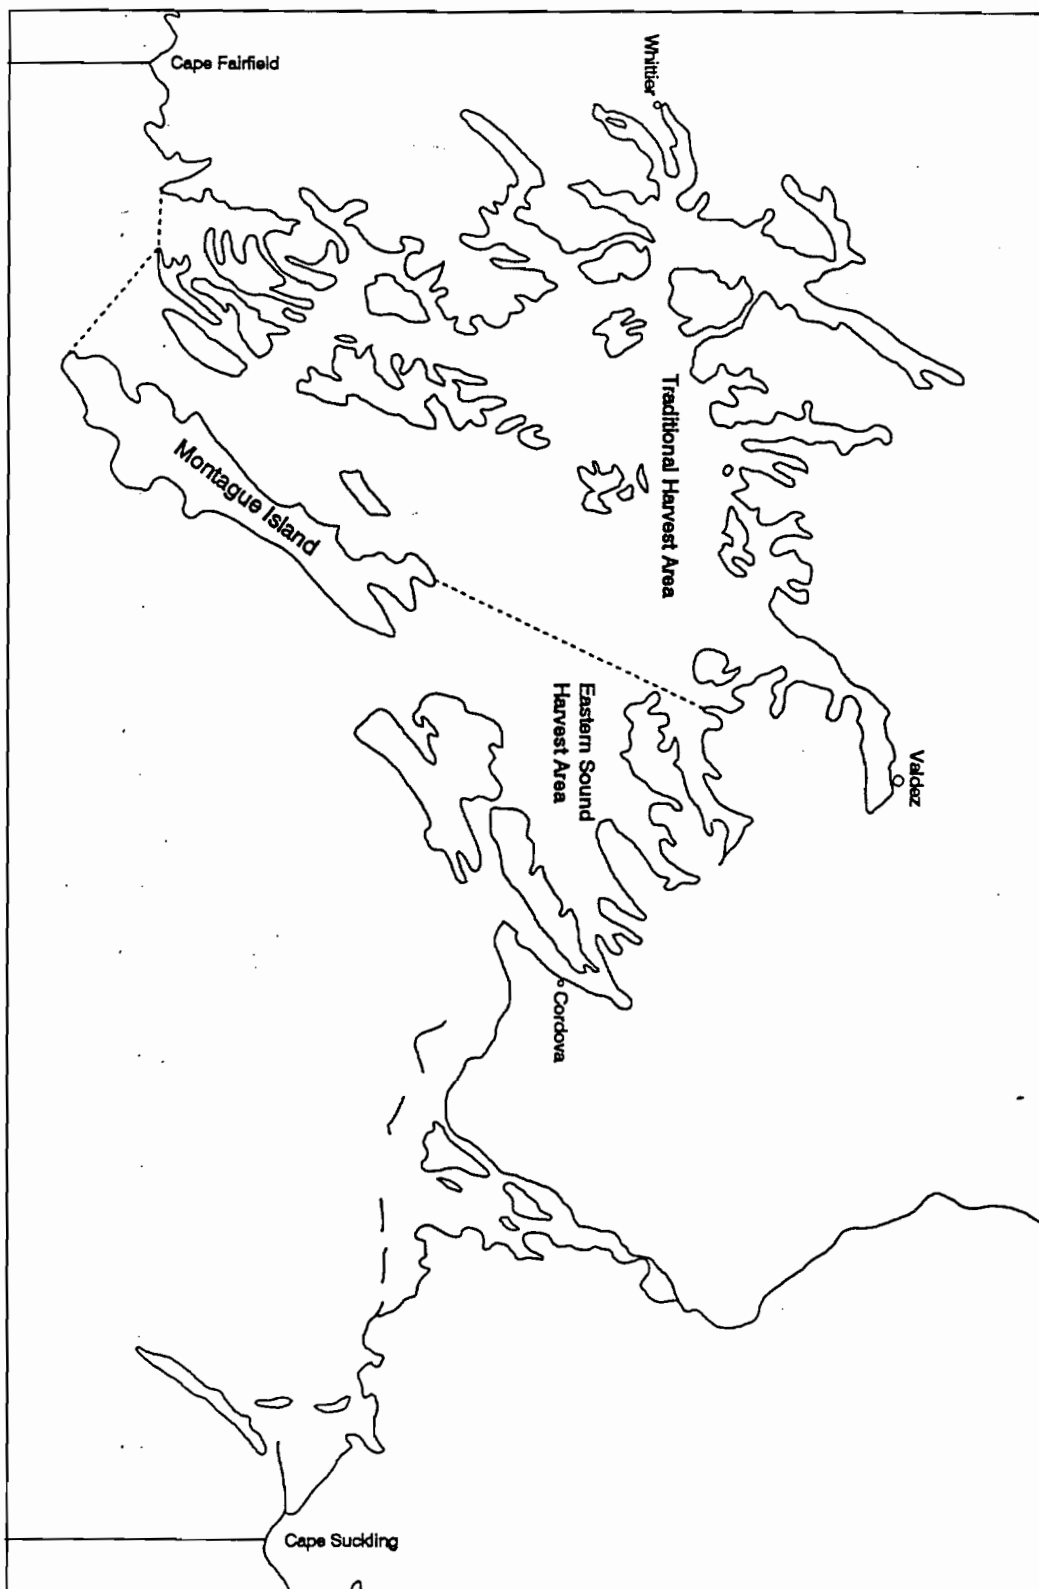 Cape Fairfield
Whittier
Traditional Harvest Area
Montague Island
Eastern Sound
Harvest Area
Valdez
Cordova
Cape Suckling